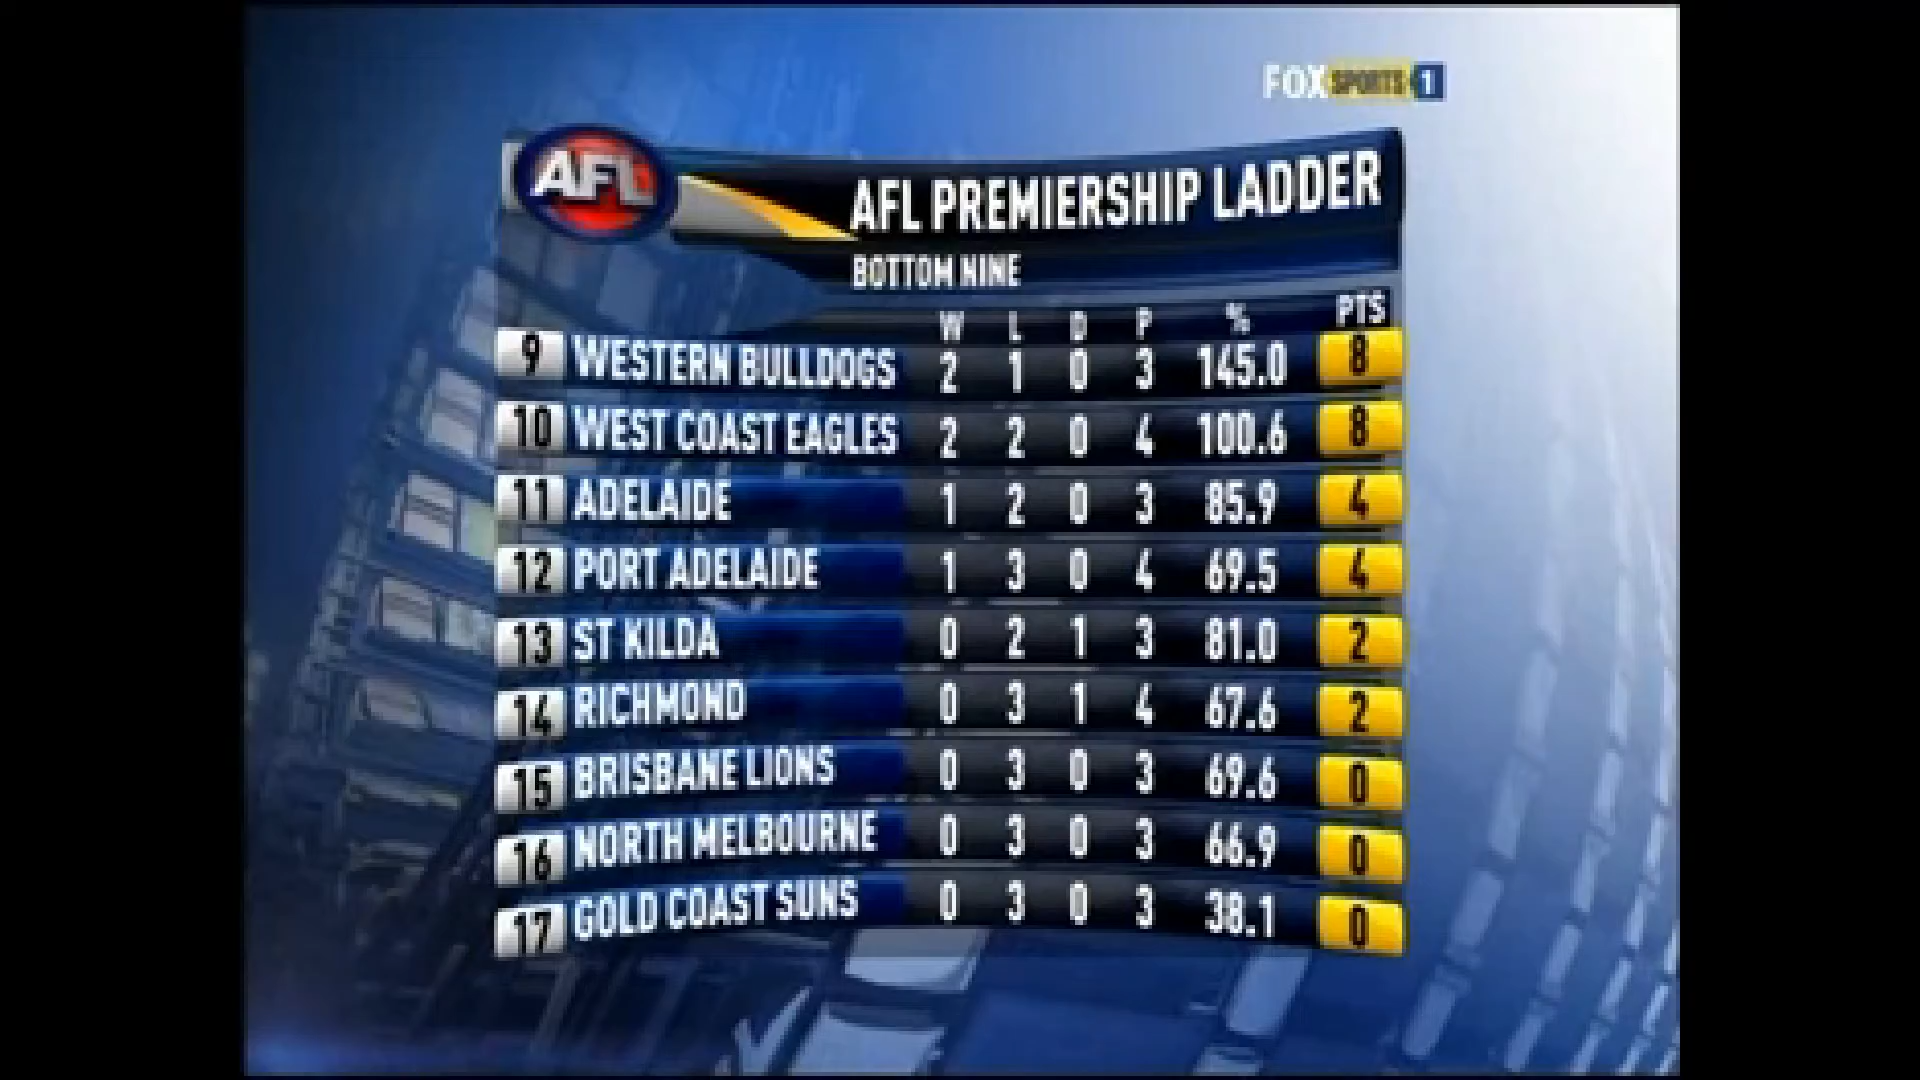 FOX SPORTS 1
AFL
AFL PREMIERSHIP LADDER
BOTTOM NINE
W L D P % PTS
9 WESTERN BULLDOGS 2 1 0 3 145.0 8
10 WEST COAST EAGLES 2 2 0 4 100.6 8
11 ADELAIDE 1 2 0 3 85.9 4
12 PORT ADELAIDE 1 3 0 4 69.5 4
13 ST KILDA 0 2 1 3 81.0 2
14 RICHMOND 0 3 1 4 67.6 2
15 BRISBANE LIONS 0 3 0 3 69.6 0
16 NORTH MELBOURNE 0 3 0 3 66.9 0
17 GOLD COAST SUNS 0 3 0 3 38.1 0